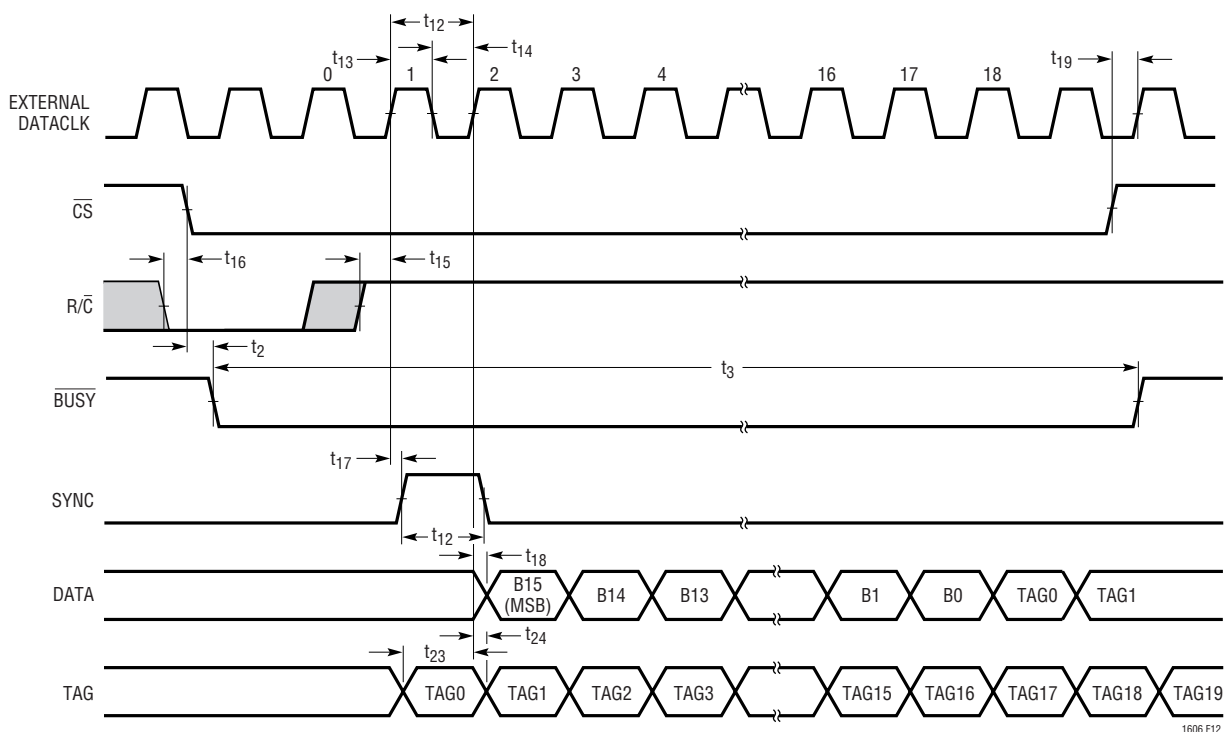 t12
t13
t14
t19
0
1
2
3
4
16
17
18
EXTERNAL
DATACLK
CS
t16
t15
R/C
t2
t3
BUSY
t17
SYNC
t12
t18
DATA
B15
(MSB)
B14
B13
B1
B0
TAG0
TAG1
t24
t23
TAG
TAG0
TAG1
TAG2
TAG3
TAG15
TAG16
TAG17
TAG18
TAG19
1606 F12